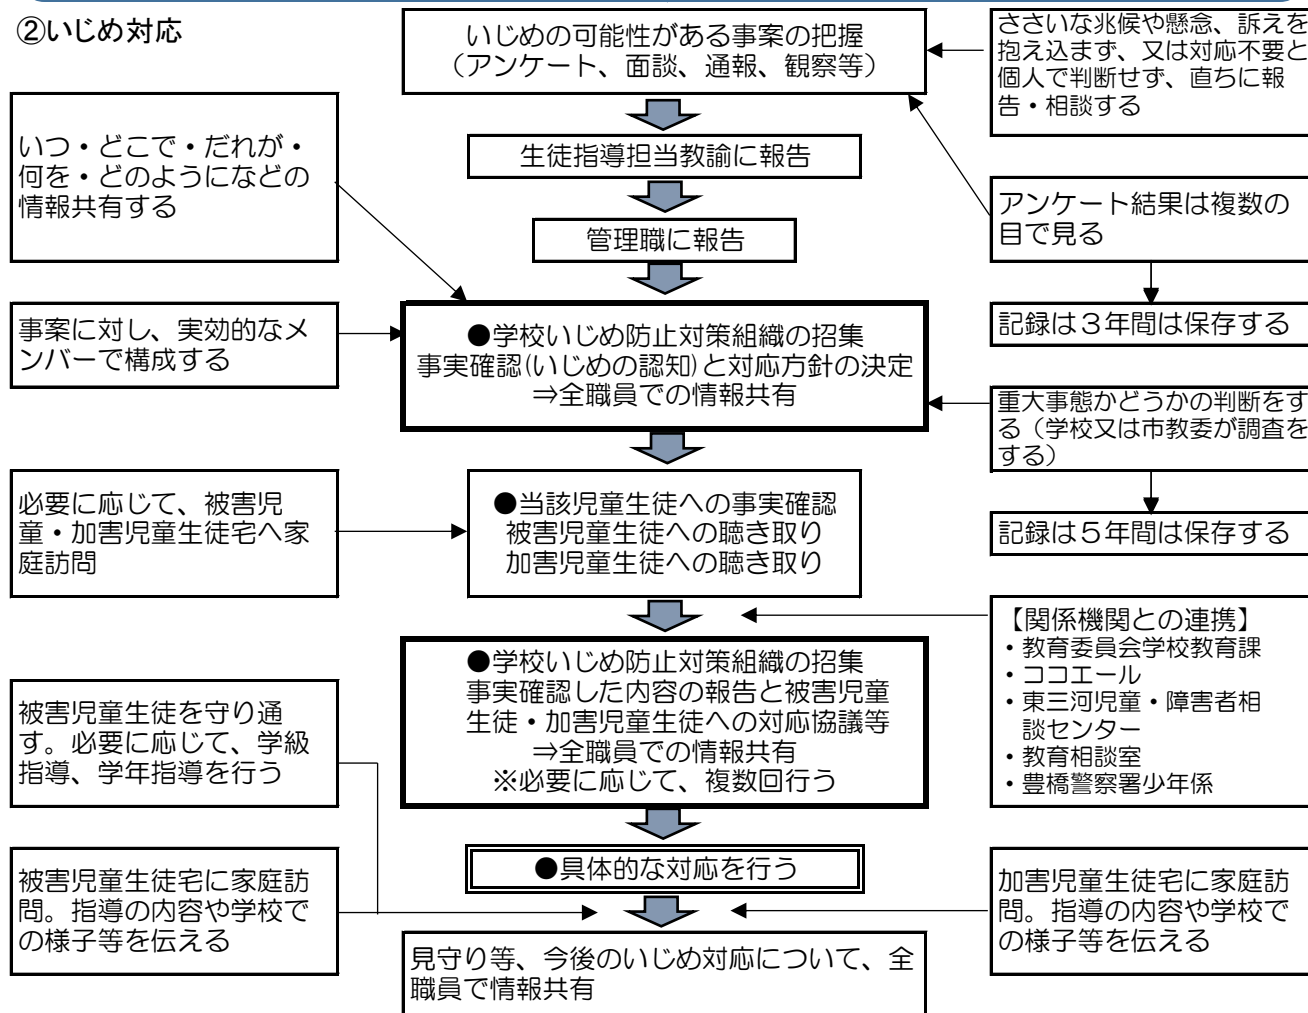 ②いじめ対応
いじめの可能性がある事案の把握
（アンケート、面談、通報、観察等）
ささいな兆候や懸念、訴えを
抱え込まず、又は対応不要と
個人で判断せず、直ちに報
告・相談する
いつ・どこで・だれが・
何を・どのようになどの
情報共有する
生徒指導担当教諭に報告
アンケート結果は複数の
目で見る
管理職に報告
記録は３年間は保存する
事案に対し、実効的なメ
ンバーで構成する
●学校いじめ防止対策組織の招集
事実確認(いじめの認知)と対応方針の決定
⇒全職員での情報共有
重大事態かどうかの判断をす
る（学校又は市教委が調査を
する）
記録は５年間は保存する
必要に応じて、被害児
童・加害児童生徒宅へ家
庭訪問
●当該児童生徒への事実確認
被害児童生徒への聴き取り
加害児童生徒への聴き取り
【関係機関との連携】
・教育委員会学校教育課
・ココエール
・東三河児童・障害者相
談センター
・教育相談室
・豊橋警察署少年係
●学校いじめ防止対策組織の招集
事実確認した内容の報告と被害児童
生徒・加害児童生徒への対応協議等
⇒全職員での情報共有
※必要に応じて、複数回行う
被害児童生徒を守り通
す。必要に応じて、学級
指導、学年指導を行う
●具体的な対応を行う
被害児童生徒宅に家庭訪
問。指導の内容や学校で
の様子等を伝える
加害児童生徒宅に家庭訪
問。指導の内容や学校で
の様子等を伝える
見守り等、今後のいじめ対応について、全
職員で情報共有